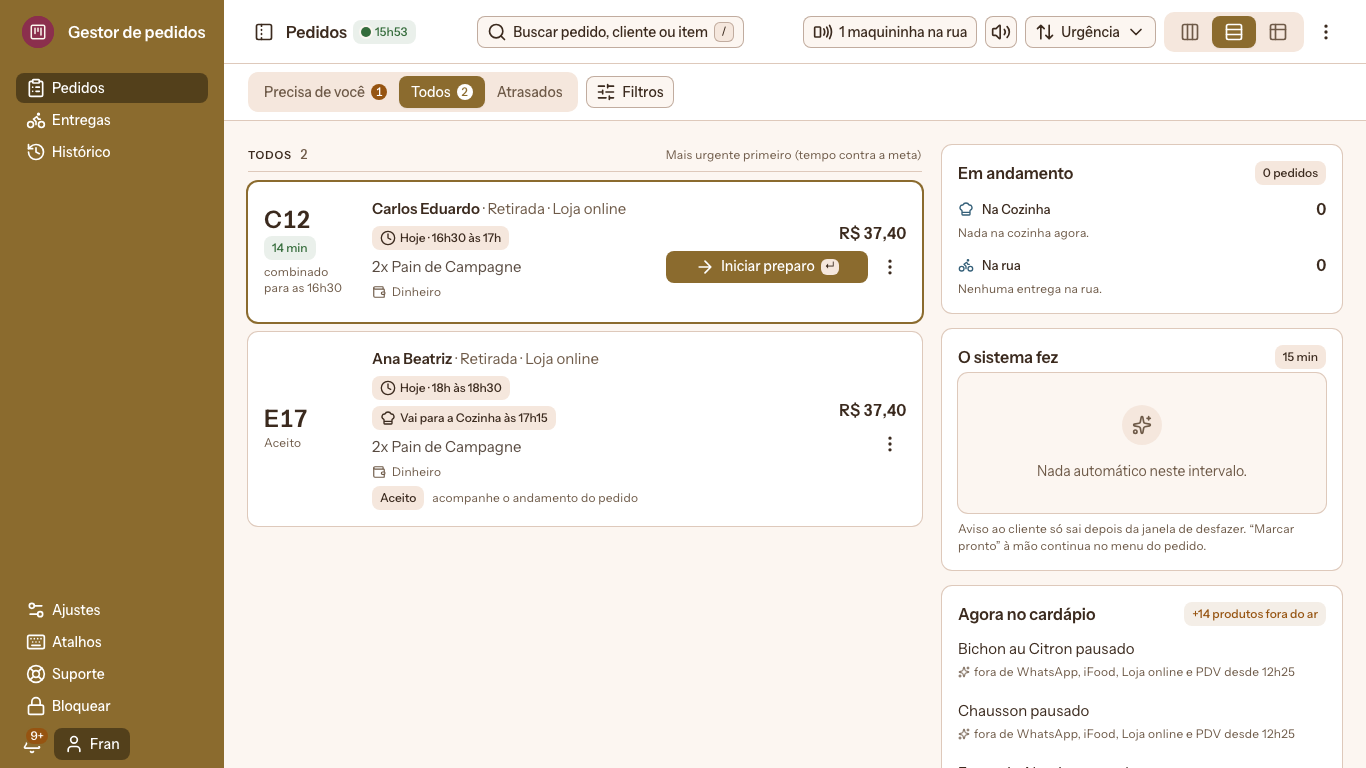 Gestor de pedidos
Pedidos
Entregas
Histórico
Ajustes
Atalhos
Suporte
Bloquear
9+
Fran
Pedidos
15h53
Buscar pedido, cliente ou item /
1 maquininha na rua
Urgência
Precisa de você 1
Todos 2
Atrasados
Filtros
TODOS 2
Mais urgente primeiro (tempo contra a meta)
C12
14 min
combinado
para as 16h30
Carlos Eduardo · Retirada · Loja online
Hoje · 16h30 às 17h
2x Pain de Campagne
Dinheiro
R$ 37,40
Iniciar preparo
E17
Aceito
Ana Beatriz · Retirada · Loja online
Hoje · 18h às 18h30
Vai para a Cozinha às 17h15
2x Pain de Campagne
Dinheiro
Aceito acompanhe o andamento do pedido
R$ 37,40
Em andamento
0 pedidos
Na Cozinha 0
Nada na cozinha agora.
Na rua 0
Nenhuma entrega na rua.
O sistema fez
15 min
Nada automático neste intervalo.
Aviso ao cliente só sai depois da janela de desfazer. “Marcar
pronto” à mão continua no menu do pedido.
Agora no cardápio
+14 produtos fora do ar
Bichon au Citron pausado
fora de WhatsApp, iFood, Loja online e PDV desde 12h25
Chausson pausado
fora de WhatsApp, iFood, Loja online e PDV desde 12h25